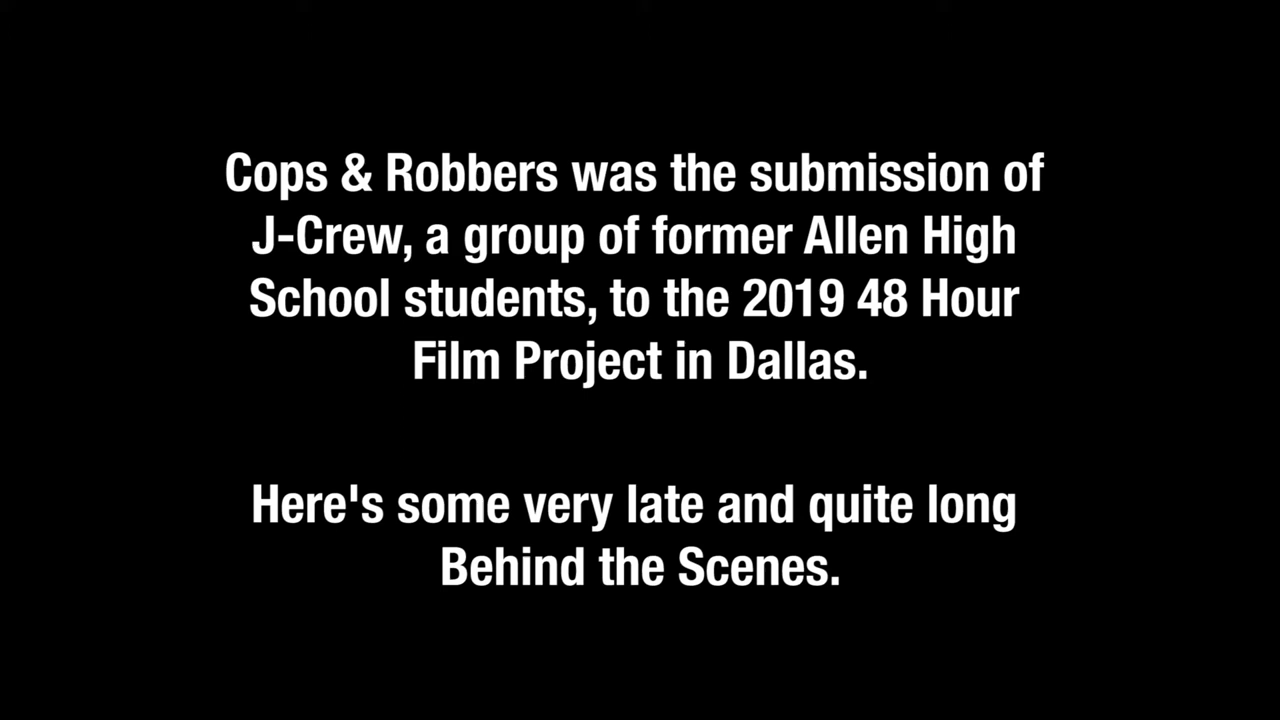 Cops & Robbers was the submission of
J-Crew, a group of former Allen High
School students, to the 2019 48 Hour
Film Project in Dallas.
Here's some very late and quite long
Behind the Scenes.